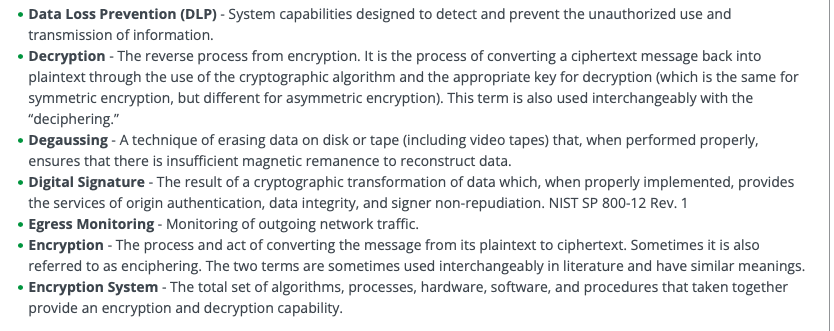 • Data Loss Prevention (DLP) - System capabilities designed to detect and prevent the unauthorized use and
transmission of information.
• Decryption - The reverse process from encryption. It is the process of converting a ciphertext message back into
plaintext through the use of the cryptographic algorithm and the appropriate key for decryption (which is the same for
symmetric encryption, but different for asymmetric encryption). This term is also used interchangeably with the
“deciphering.”
• Degaussing - A technique of erasing data on disk or tape (including video tapes) that, when performed properly,
ensures that there is insufficient magnetic remanence to reconstruct data.
• Digital Signature - The result of a cryptographic transformation of data which, when properly implemented, provides
the services of origin authentication, data integrity, and signer non-repudiation. NIST SP 800-12 Rev. 1
• Egress Monitoring - Monitoring of outgoing network traffic.
• Encryption - The process and act of converting the message from its plaintext to ciphertext. Sometimes it is also
referred to as enciphering. The two terms are sometimes used interchangeably in literature and have similar meanings.
• Encryption System - The total set of algorithms, processes, hardware, software, and procedures that taken together
provide an encryption and decryption capability.